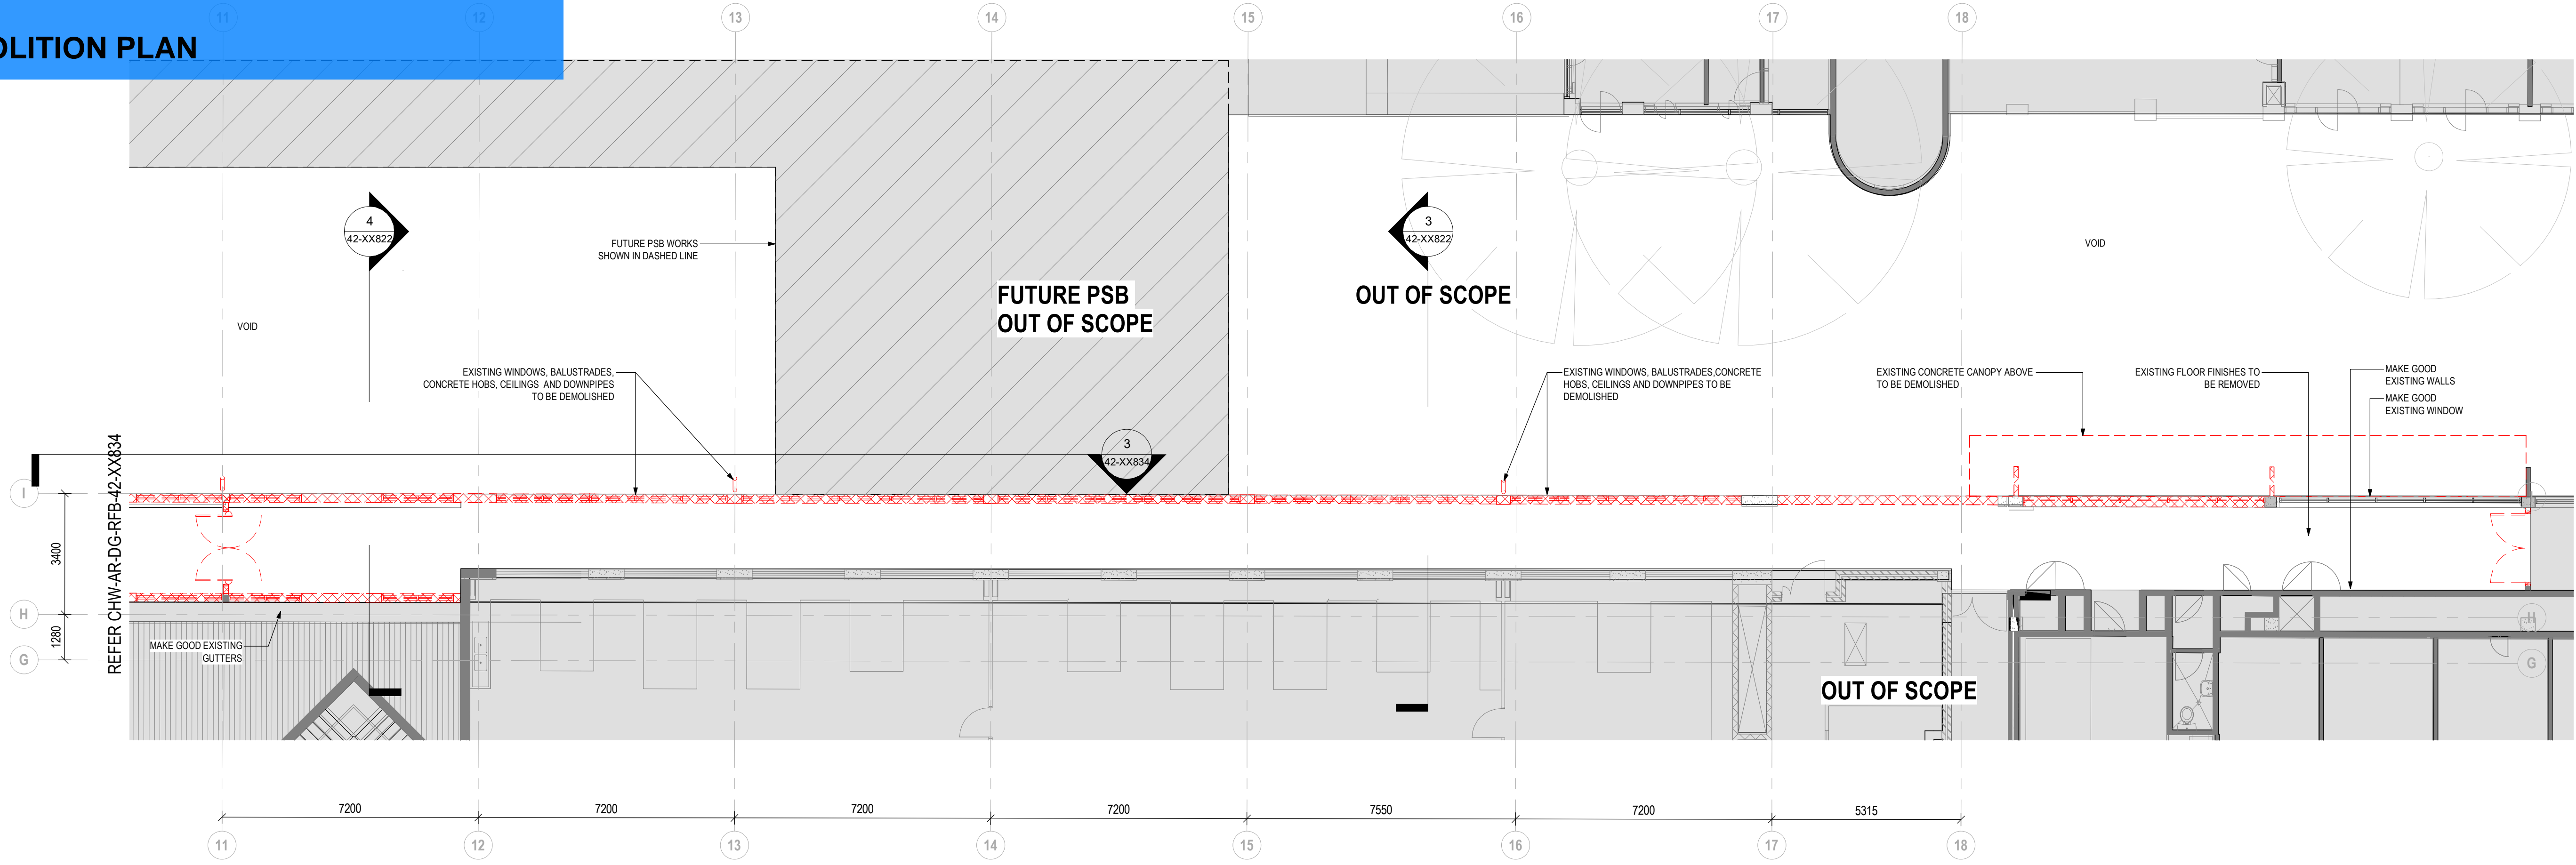 11
12
13
14
15
16
17
18
OLITION PLAN
4
42-XX822
3
42-XX822
FUTURE PSB WORKS
SHOWN IN DASHED LINE
VOID
FUTURE PSB
OUT OF SCOPE
OUT OF SCOPE
VOID
EXISTING WINDOWS, BALUSTRADES,
CONCRETE HOBS, CEILINGS AND DOWNPIPES
TO BE DEMOLISHED
EXISTING WINDOWS, BALUSTRADES,CONCRETE
HOBS, CEILINGS AND DOWNPIPES TO BE
DEMOLISHED
EXISTING CONCRETE CANOPY ABOVE
TO BE DEMOLISHED
EXISTING FLOOR FINISHES TO
BE REMOVED
MAKE GOOD
EXISTING WALLS
MAKE GOOD
EXISTING WINDOW
3
42-XX834
REFER CHW-AR-DG-RFB-42-XX834
I
3400
H
1280
G
MAKE GOOD EXISTING
GUTTERS
H
G
OUT OF SCOPE
7200
7200
7200
7200
7550
7200
5315
11
12
13
14
15
16
17
18